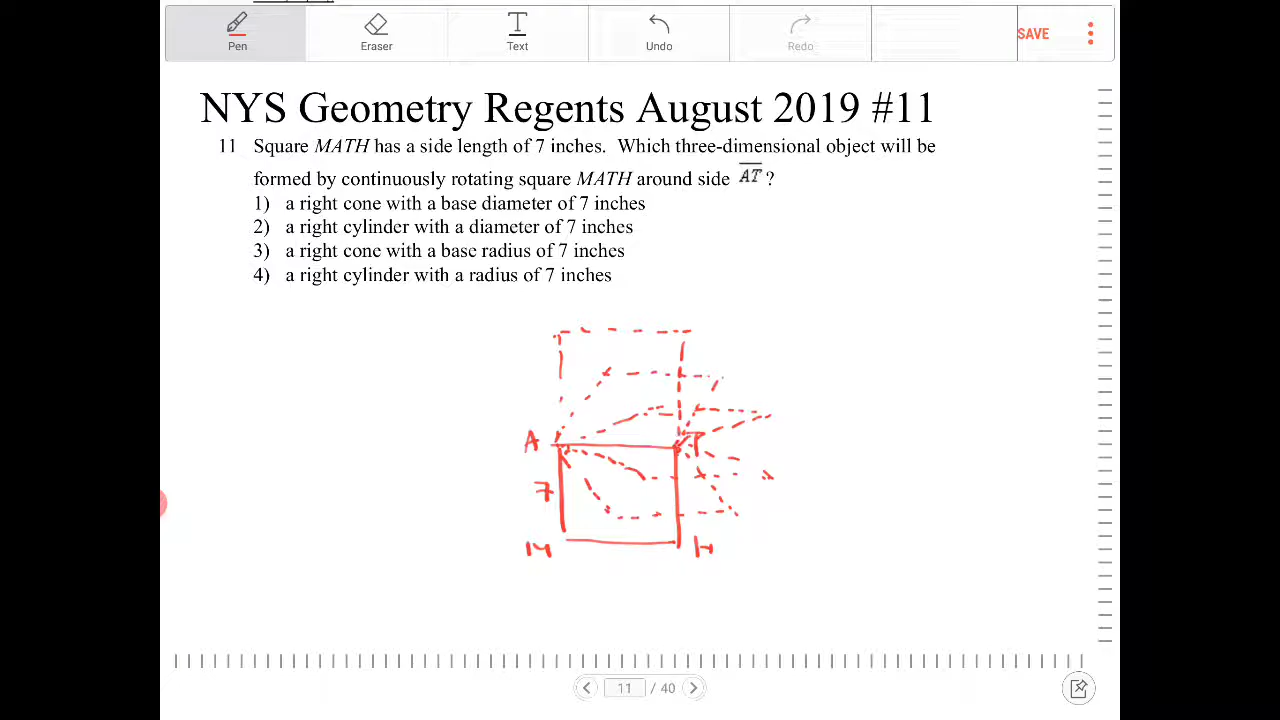 Pen Eraser Text Undo Redo SAVE
NYS Geometry Regents August 2019 #11
11 Square MATH has a side length of 7 inches. Which three-dimensional object will be
formed by continuously rotating square MATH around side AT?
1) a right cone with a base diameter of 7 inches
2) a right cylinder with a diameter of 7 inches
3) a right cone with a base radius of 7 inches
4) a right cylinder with a radius of 7 inches
A T
7
M H
11 / 40